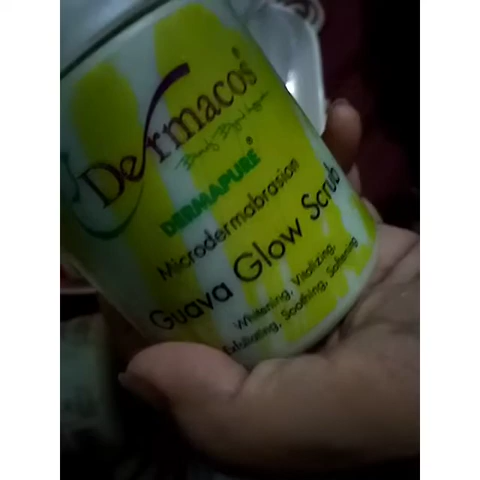 Dermacos®
DERMAPURE®
Microdermabrasion
Guava Glow Scrub
Whitening, Vitalizing,
Exfoliating, Soothing, Softening